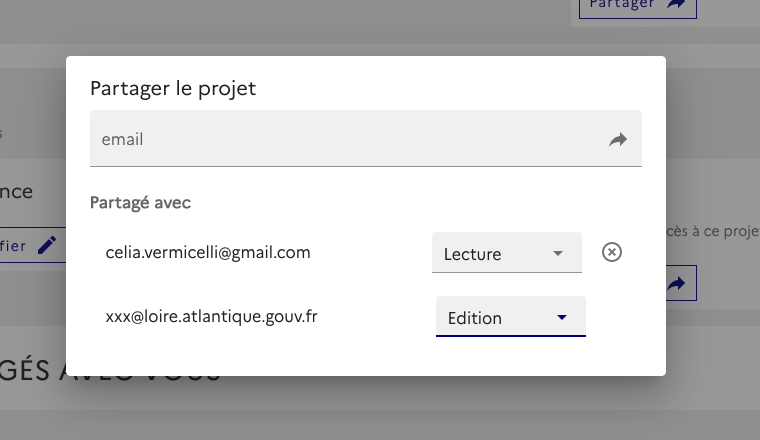 Partager
Partager le projet
email
Partagé avec
celia.vermicelli@gmail.com
Lecture
xxx@loire.atlantique.gouv.fr
Edition
nce
fier
cès à ce proje
GÉS AVEC VOUS